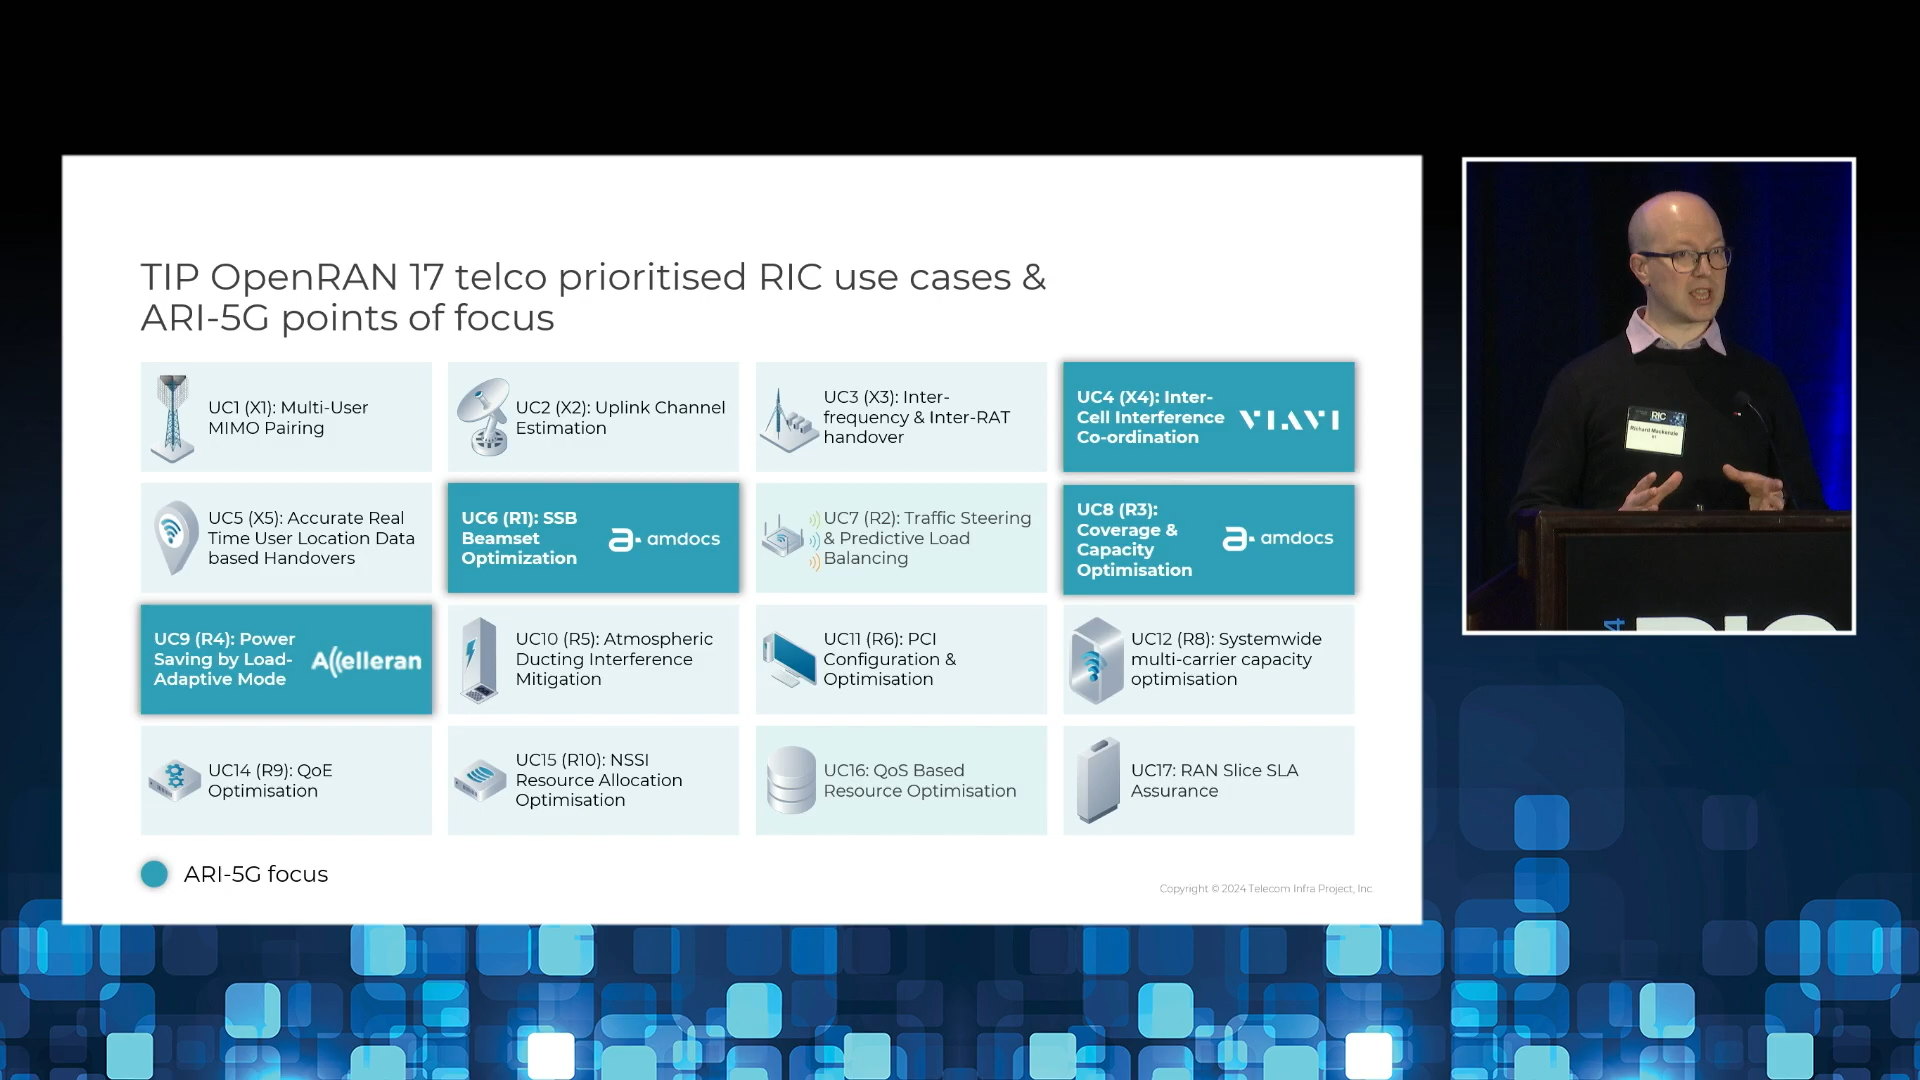 TIP OpenRAN 17 telco prioritised RIC use cases &
ARI-5G points of focus
UC1 (X1): Multi-User
MIMO Pairing
UC2 (X2): Uplink Channel
Estimation
UC3 (X3): Inter-
frequency & Inter-RAT
handover
UC4 (X4): Inter-
Cell Interference
Co-ordination
VIAVI
UC5 (X5): Accurate Real
Time User Location Data
based Handovers
UC6 (R1): SSB
Beamset
Optimization
amdocs
UC7 (R2): Traffic Steering
& Predictive Load
Balancing
UC8 (R3):
Coverage &
Capacity
Optimisation
amdocs
UC9 (R4): Power
Saving by Load-
Adaptive Mode
Accelleran
UC10 (R5): Atmospheric
Ducting Interference
Mitigation
UC11 (R6): PCI
Configuration &
Optimisation
UC12 (R8): Systemwide
multi-carrier capacity
optimisation
UC14 (R9): QoE
Optimisation
UC15 (R10): NSSI
Resource Allocation
Optimisation
UC16: QoS Based
Resource Optimisation
UC17: RAN Slice SLA
Assurance
ARI-5G focus
Copyright © 2024 Telecom Infra Project, Inc.
RIC
Richard Mackenzie